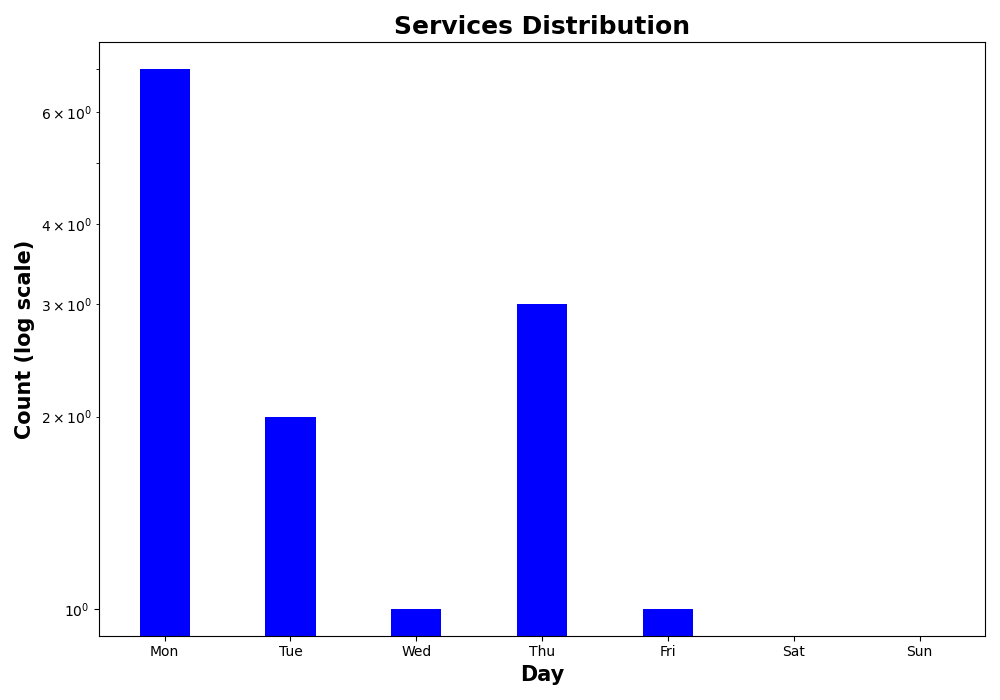 Services Distribution
Count (log scale)
6 × 10⁰
4 × 10⁰
3 × 10⁰
2 × 10⁰
10⁰
Mon Tue Wed Thu Fri Sat Sun
Day